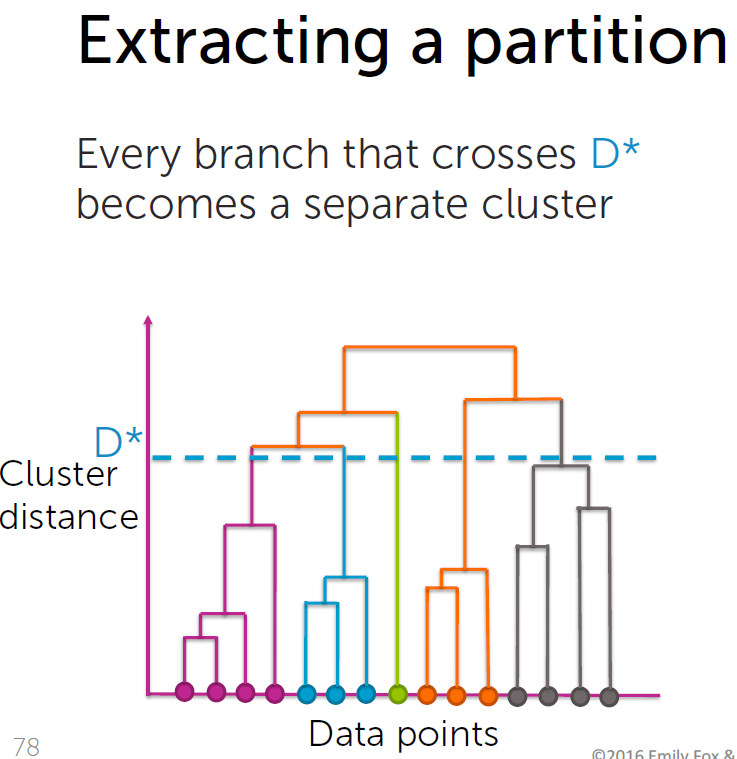 Extracting a partition
Every branch that crosses D*
becomes a separate cluster
D*
Cluster
distance
Data points
78
©2016 Emily Fox &